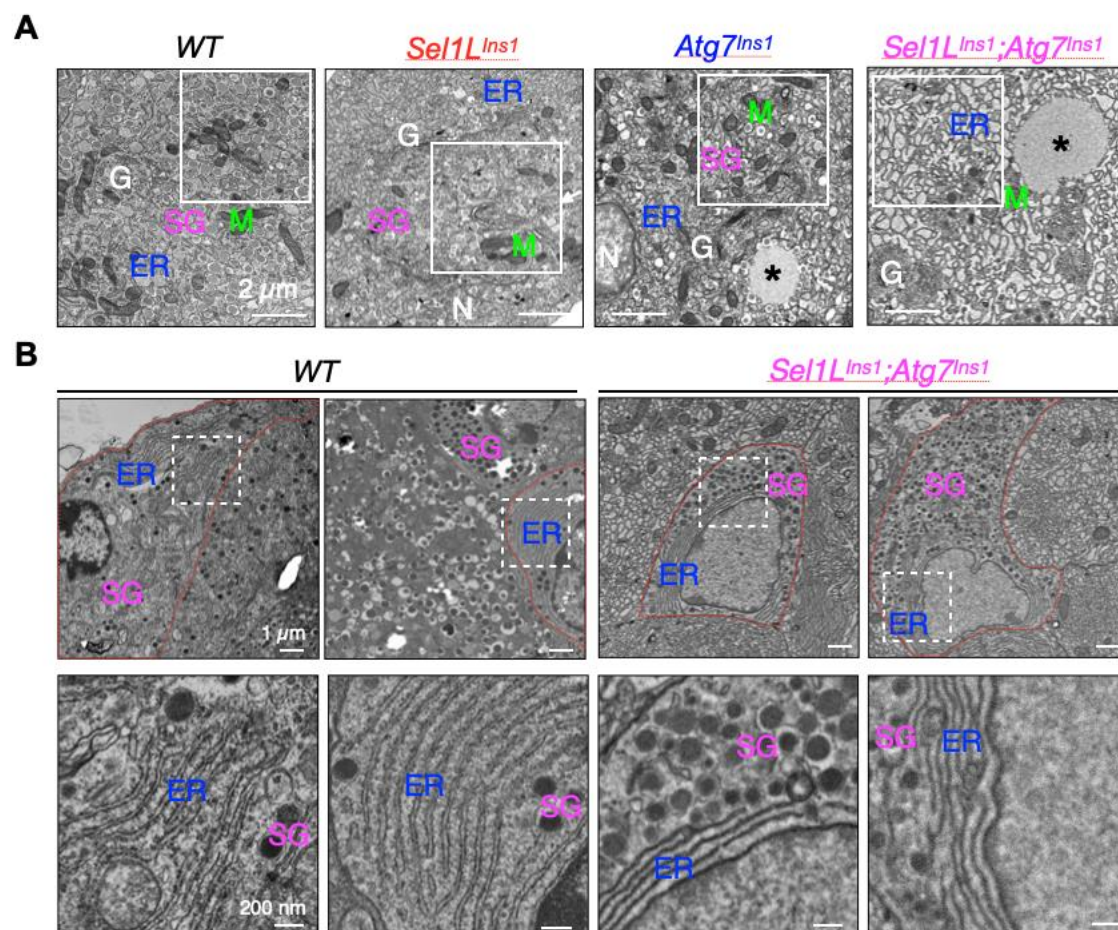 A
WT Sel1L^Ins1 Atg7^Ins1 Sel1L^Ins1;Atg7^Ins1
ER
G
SG M
ER
2 µm
ER
G
SG
M
N
M
SG
ER
G
N
*
ER
*
M
G
B
WT Sel1L^Ins1;Atg7^Ins1
ER
SG
1 µm
SG
ER
SG
ER
SG
ER
ER
SG
200 nm
ER
SG
SG
ER
SG
ER